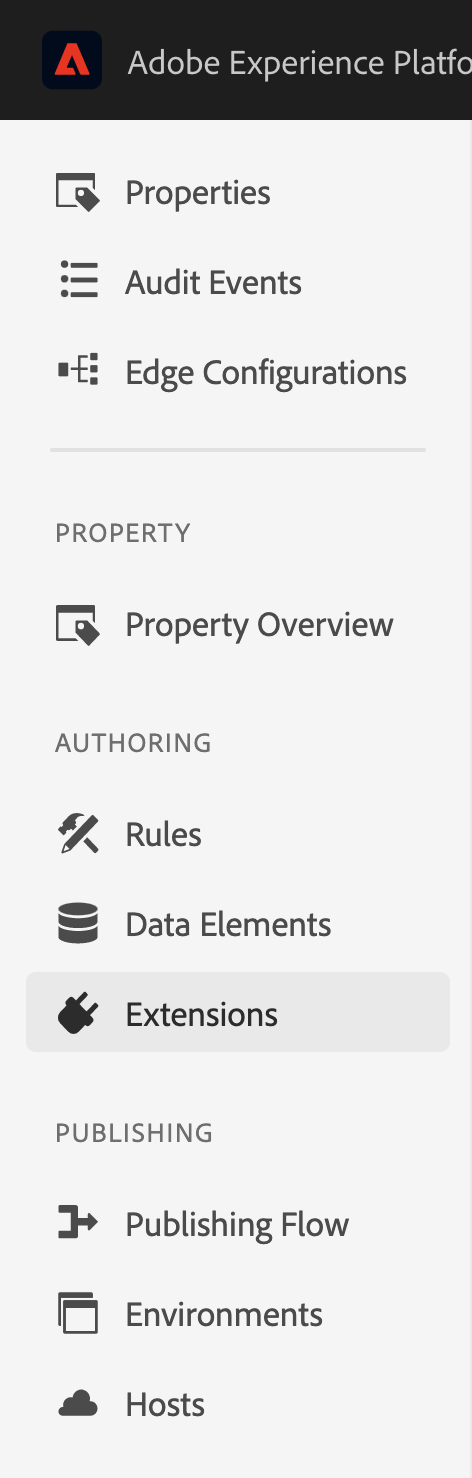 Adobe Experience Platfo
Properties
Audit Events
Edge Configurations
PROPERTY
Property Overview
AUTHORING
Rules
Data Elements
Extensions
PUBLISHING
Publishing Flow
Environments
Hosts